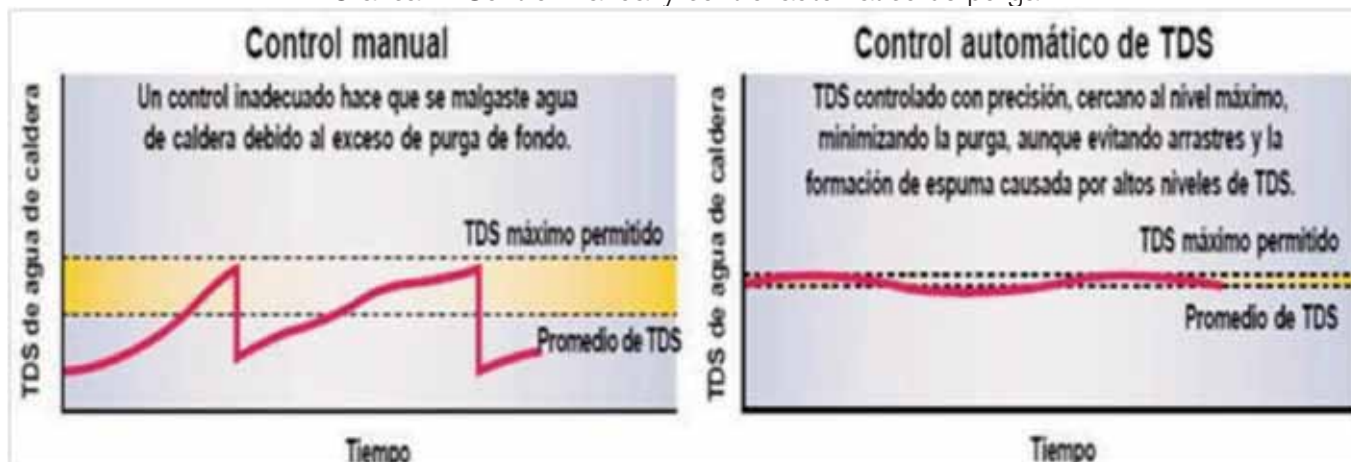 Control manual
Un control inadecuado hace que se malgaste agua
de caldera debido al exceso de purga de fondo.
TDS de agua de caldera
TDS máximo permitido
Promedio de TDS
Tiempo
Control automático de TDS
TDS controlado con precisión, cercano al nivel máximo,
minimizando la purga, aunque evitando arrastres y la
formación de espuma causada por altos niveles de TDS.
TDS de agua de caldera
TDS máximo permitido
Promedio de TDS
Tiempo